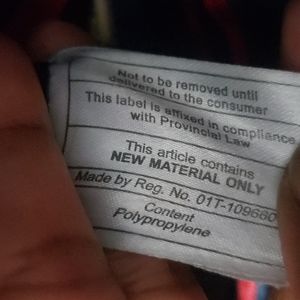 Not to be removed until
delivered to the consumer
This label is affixed in compliance
with Provincial Law
This article contains
NEW MATERIAL ONLY
Made by Reg. No. 01T-109660
Content
Polypropylene